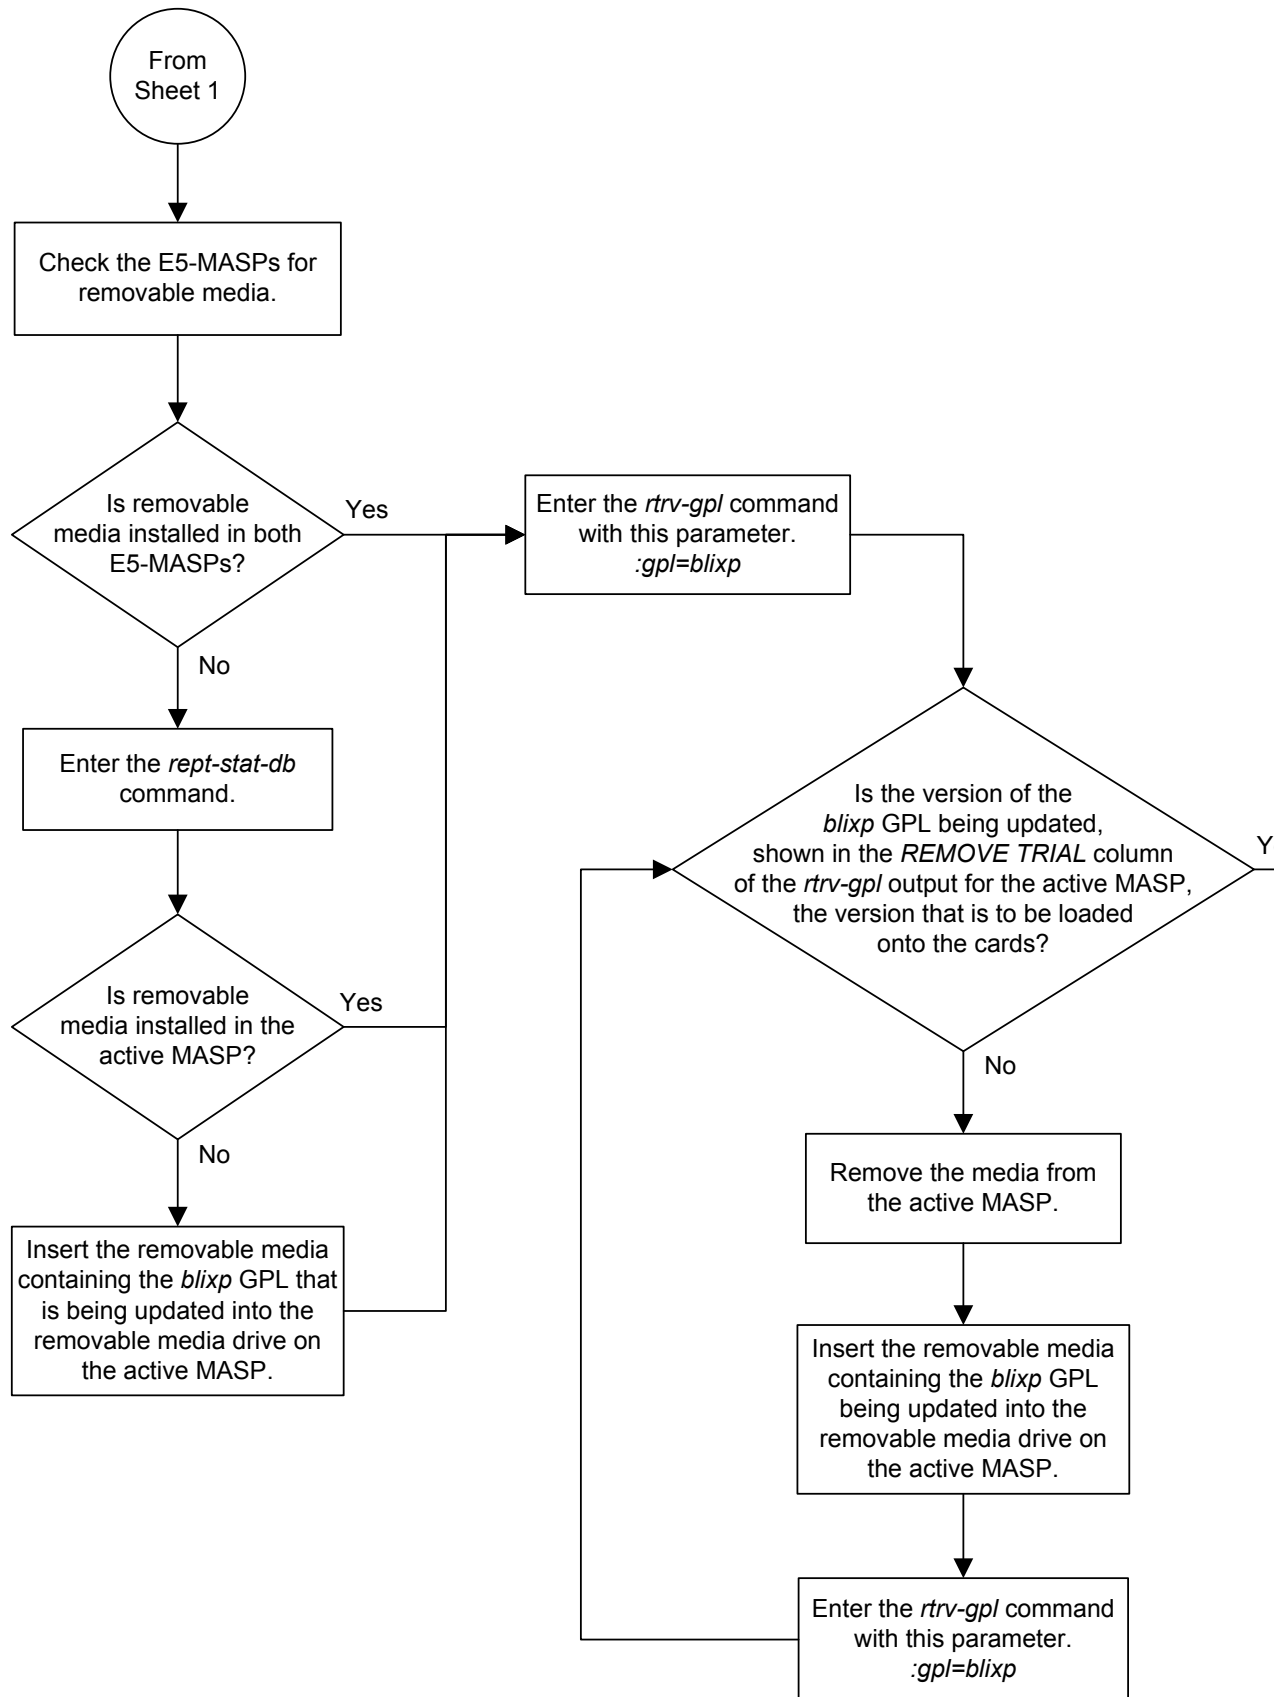 From
Sheet 1
Check the E5-MASPs for
removable media.
Is removable
media installed in both
E5-MASPs?
Yes
No
Enter the rept-stat-db
command.
Is removable
media installed in the
active MASP?
Yes
No
Insert the removable media
containing the blixp GPL that
is being updated into the
removable media drive on
the active MASP.
Enter the rtrv-gpl command
with this parameter.
:gpl=blixp
Is the version of the
blixp GPL being updated,
shown in the REMOVE TRIAL column
of the rtrv-gpl output for the active MASP,
the version that is to be loaded
onto the cards?
Y
No
Remove the media from
the active MASP.
Insert the removable media
containing the blixp GPL
being updated into the
removable media drive on
the active MASP.
Enter the rtrv-gpl command
with this parameter.
:gpl=blixp